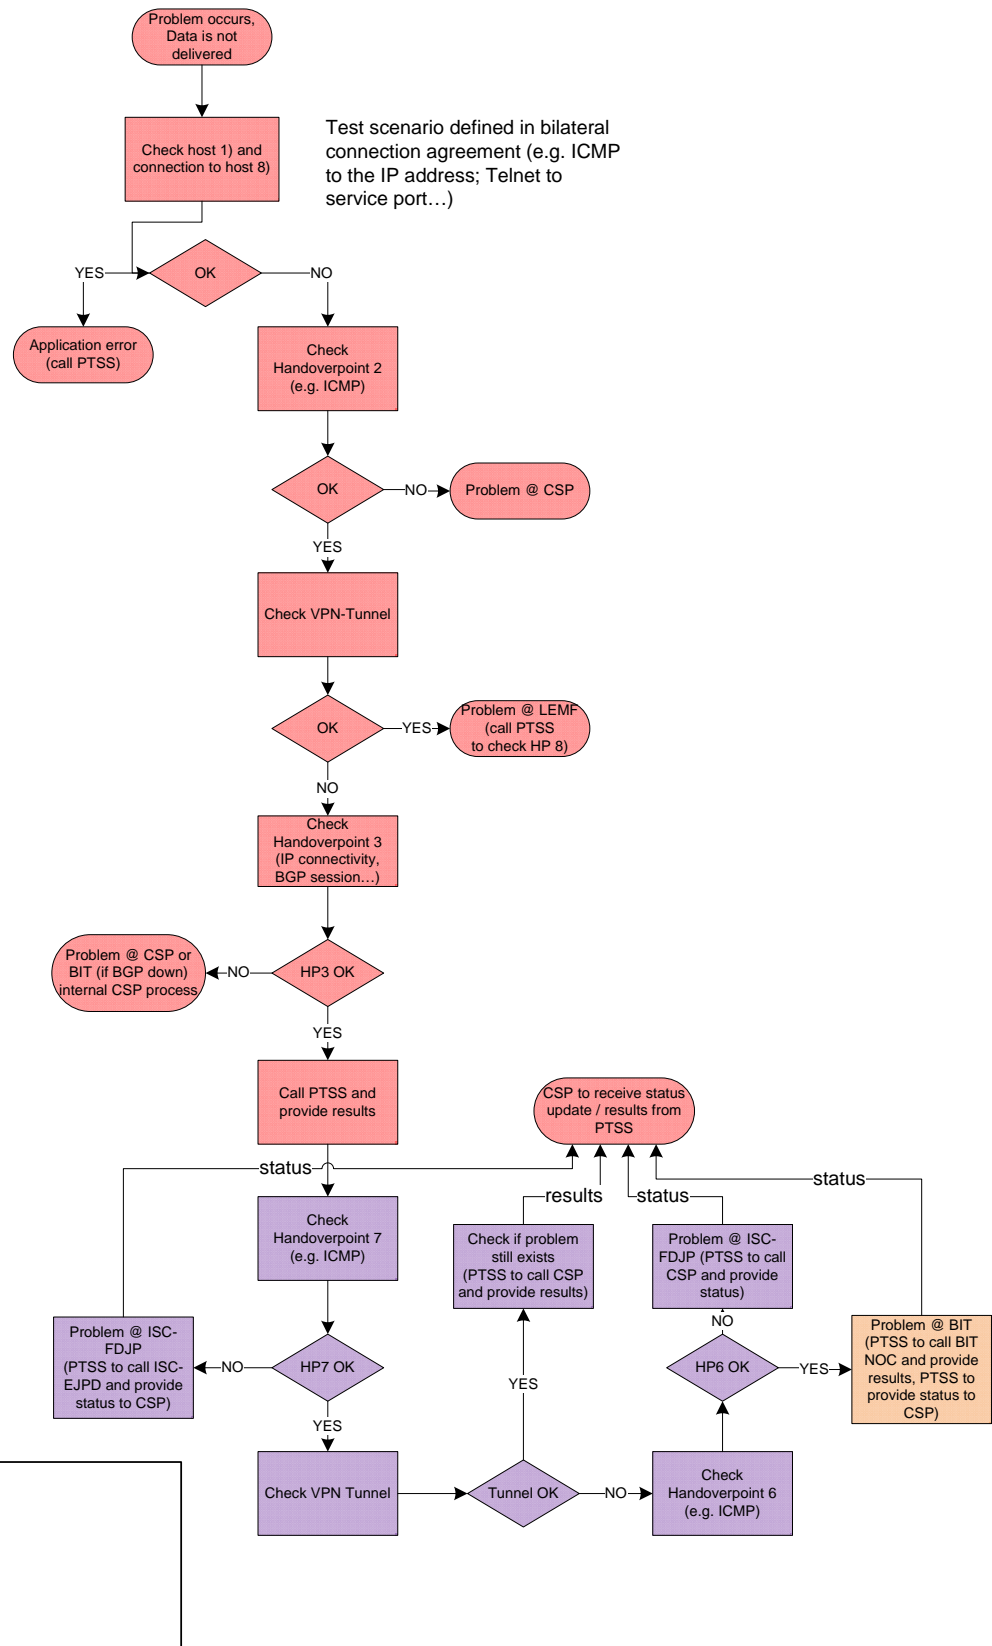 Problem occurs,
Data is not
delivered
Check host 1) and
connection to host 8)
Test scenario defined in bilateral
connection agreement (e.g. ICMP
to the IP address; Telnet to
service port…)
YES
OK
NO
Application error
(call PTSS)
Check
Handoverpoint 2
(e.g. ICMP)
OK
NO
Problem @ CSP
YES
Check VPN-Tunnel
OK
YES
Problem @ LEMF
(call PTSS
to check HP 8)
NO
Check
Handoverpoint 3
(IP connectivity,
BGP session…)
Problem @ CSP or
BIT (if BGP down)
internal CSP process
NO
HP3 OK
YES
Call PTSS and
provide results
CSP to receive status
update / results from
PTSS
status
results
status
status
Check
Handoverpoint 7
(e.g. ICMP)
Check if problem
still exists
(PTSS to call CSP
and provide results)
Problem @ ISC-
FDJP (PTSS to call
CSP and provide
status)
NO
Problem @ ISC-
FDJP
(PTSS to call ISC-
EJPD and provide
status to CSP)
NO
HP7 OK
YES
HP6 OK
YES
Problem @ BIT
(PTSS to call BIT
NOC and provide
results, PTSS to
provide status to
CSP)
YES
Check VPN Tunnel
Tunnel OK
NO
Check
Handoverpoint 6
(e.g. ICMP)